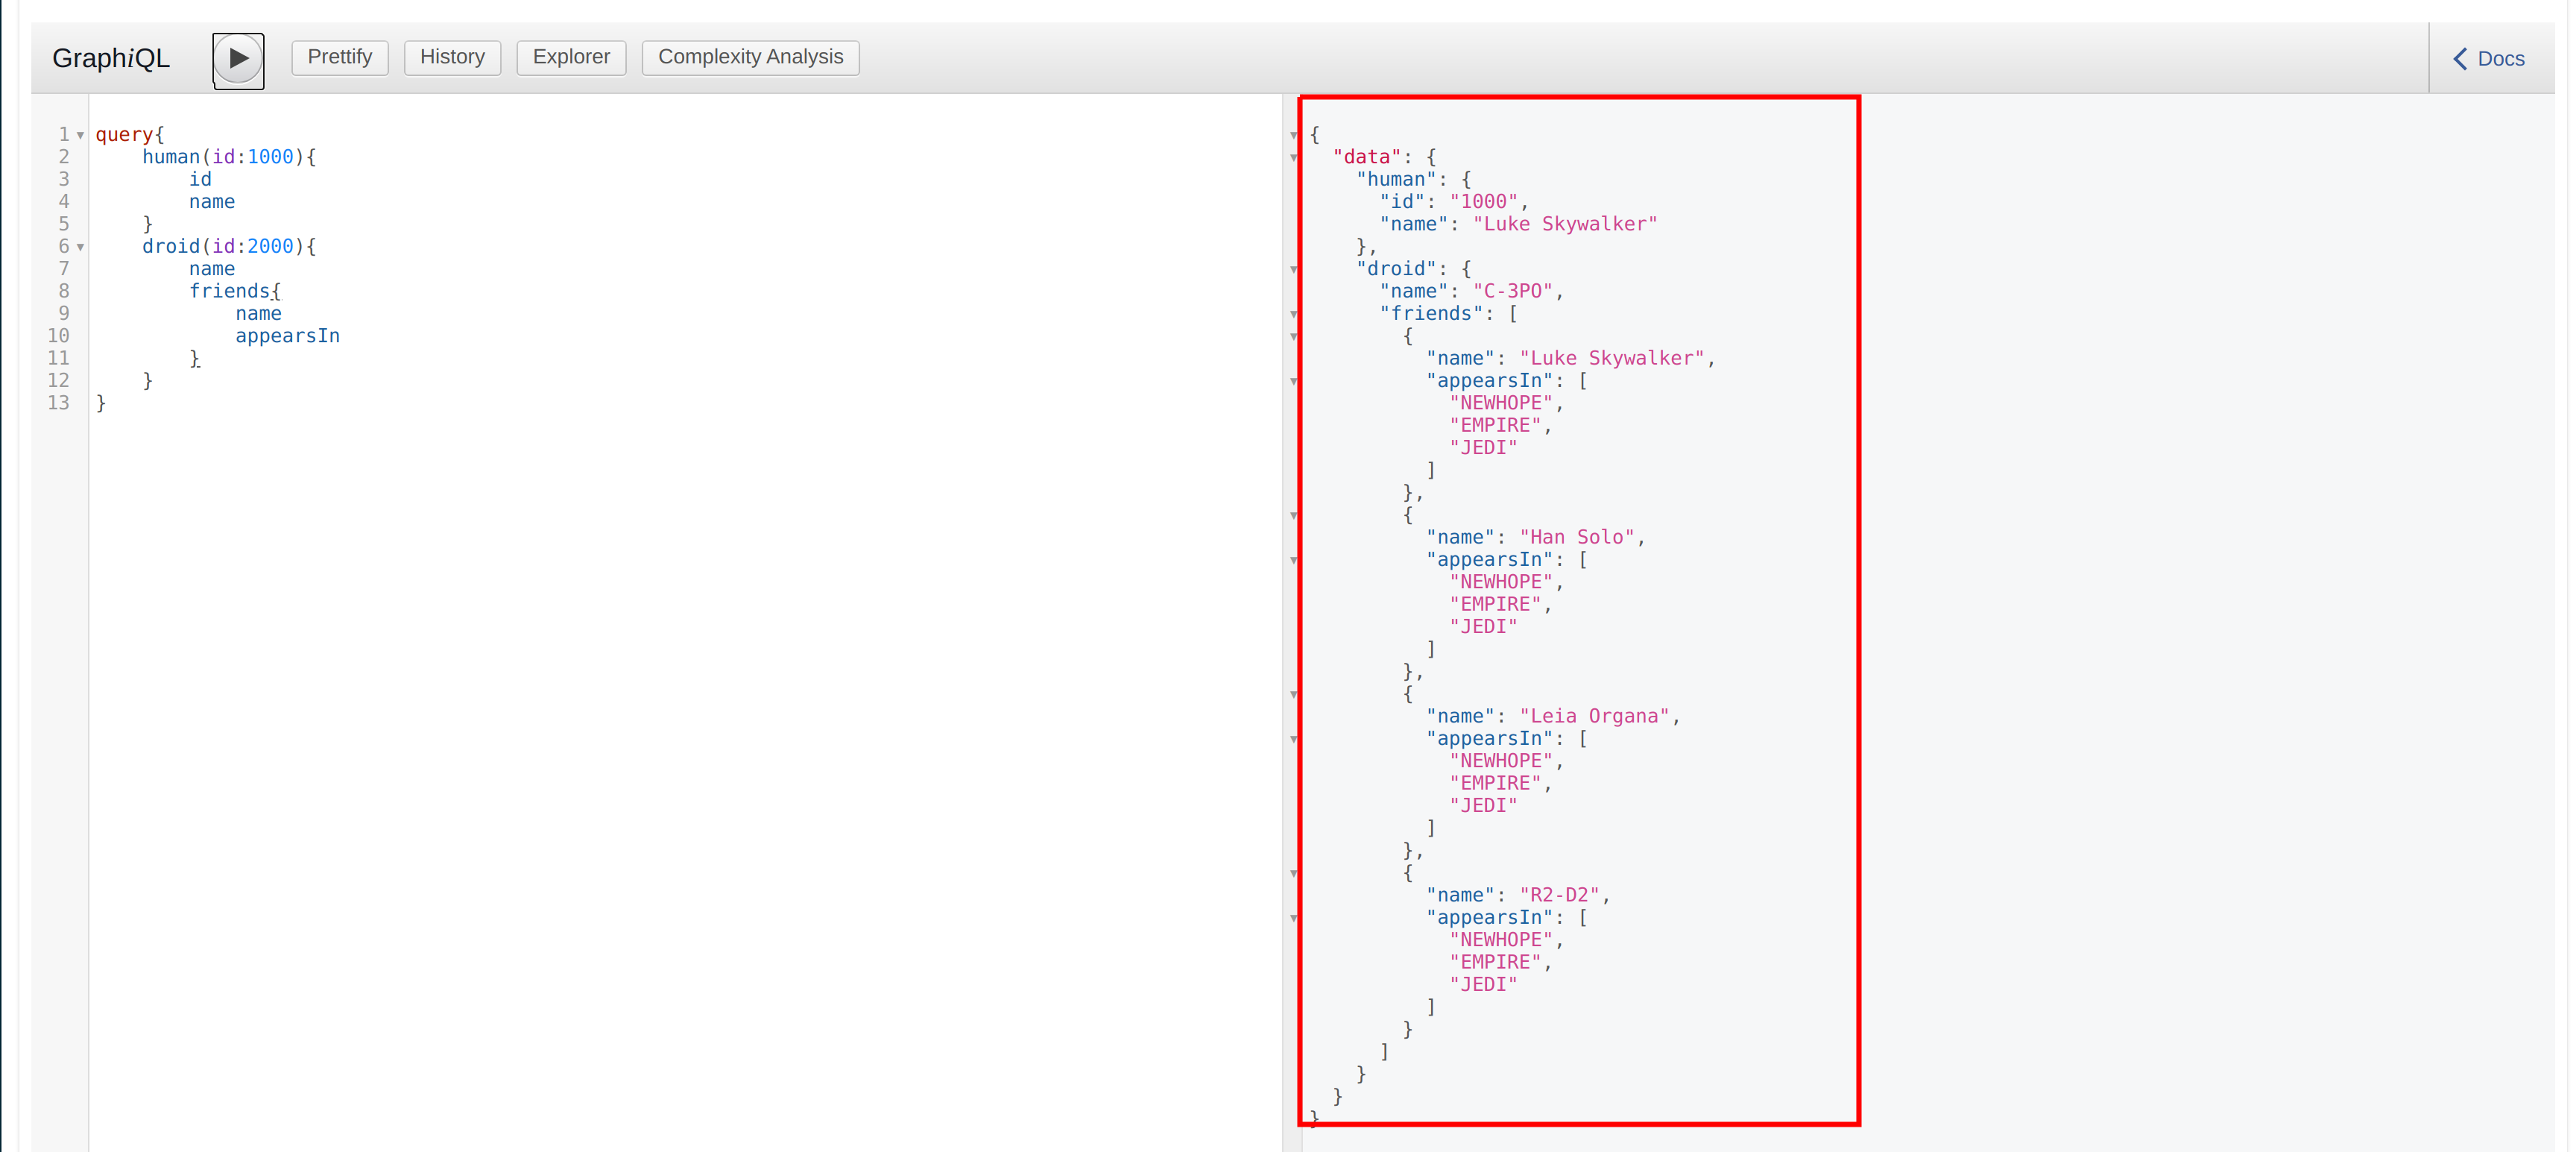 GraphiQL Prettify History Explorer Complexity Analysis Docs
1 query{
2     human(id:1000){
3         id
4         name
5     }
6     droid(id:2000){
7         name
8         friends{
9             name
10             appearsIn
11         }
12     }
13 }
{
  "data": {
    "human": {
      "id": "1000",
      "name": "Luke Skywalker"
    },
    "droid": {
      "name": "C-3PO",
      "friends": [
        {
          "name": "Luke Skywalker",
          "appearsIn": [
            "NEWHOPE",
            "EMPIRE",
            "JEDI"
          ]
        },
        {
          "name": "Han Solo",
          "appearsIn": [
            "NEWHOPE",
            "EMPIRE",
            "JEDI"
          ]
        },
        {
          "name": "Leia Organa",
          "appearsIn": [
            "NEWHOPE",
            "EMPIRE",
            "JEDI"
          ]
        },
        {
          "name": "R2-D2",
          "appearsIn": [
            "NEWHOPE",
            "EMPIRE",
            "JEDI"
          ]
        }
      ]
    }
  }
}